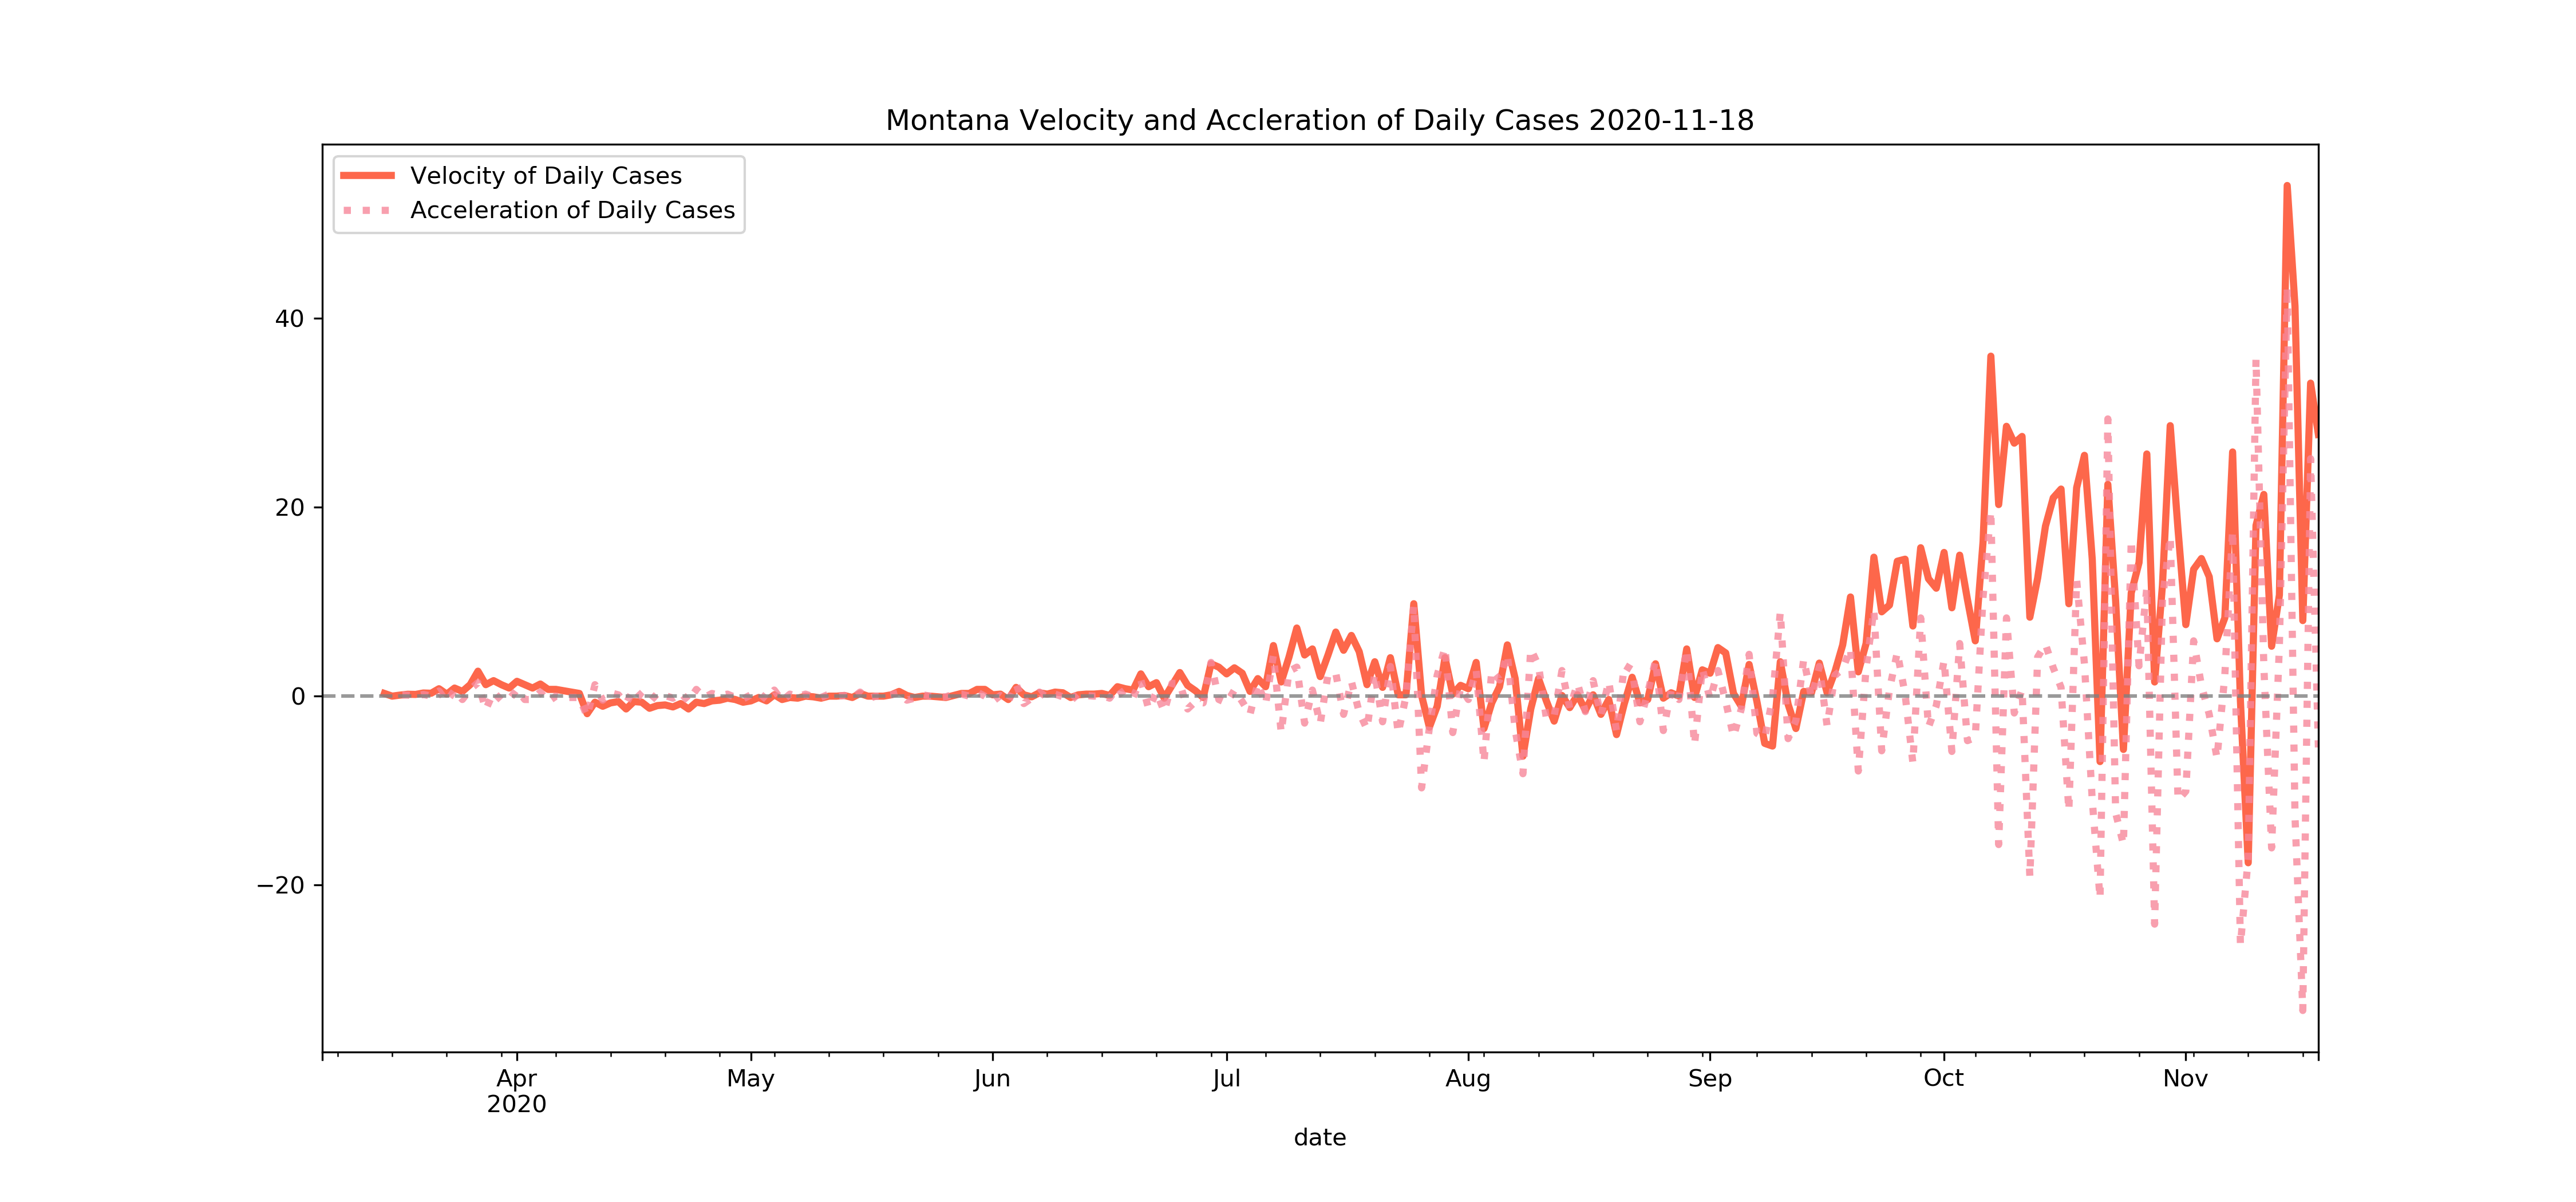 Montana Velocity and Accleration of Daily Cases 2020-11-18
Velocity of Daily Cases
Acceleration of Daily Cases
40
20
0
−20
Apr
2020
May
Jun
Jul
Aug
Sep
Oct
Nov
date